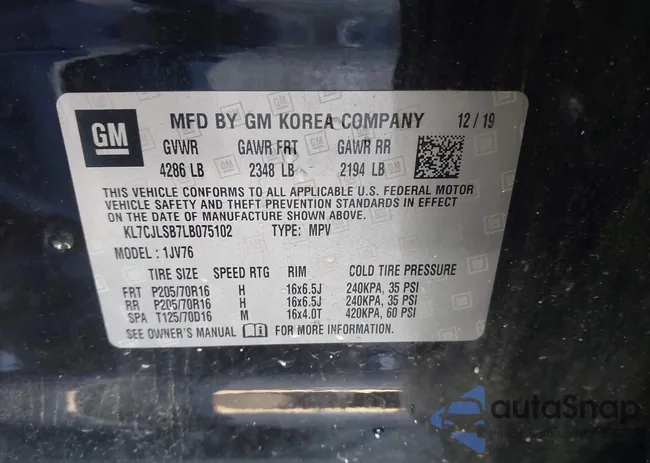 GM
MFD BY GM KOREA COMPANY 12/19
GVWR GAWR FRT GAWR RR
4286 LB 2348 LB 2194 LB
THIS VEHICLE CONFORMS TO ALL APPLICABLE U.S. FEDERAL MOTOR
VEHICLE SAFETY AND THEFT PREVENTION STANDARDS IN EFFECT
ON THE DATE OF MANUFACTURE SHOWN ABOVE.
KL7CJLSB7LB075102 TYPE: MPV
MODEL: 1JV76
TIRE SIZE SPEED RTG RIM COLD TIRE PRESSURE
FRT P205/70R16 H 16x6.5J 240KPA, 35 PSI
RR P205/70R16 H 16x6.5J 240KPA, 35 PSI
SPA T125/70D16 M 16x4.0T 420KPA, 60 PSI
SEE OWNER'S MANUAL FOR MORE INFORMATION.
autoSnap